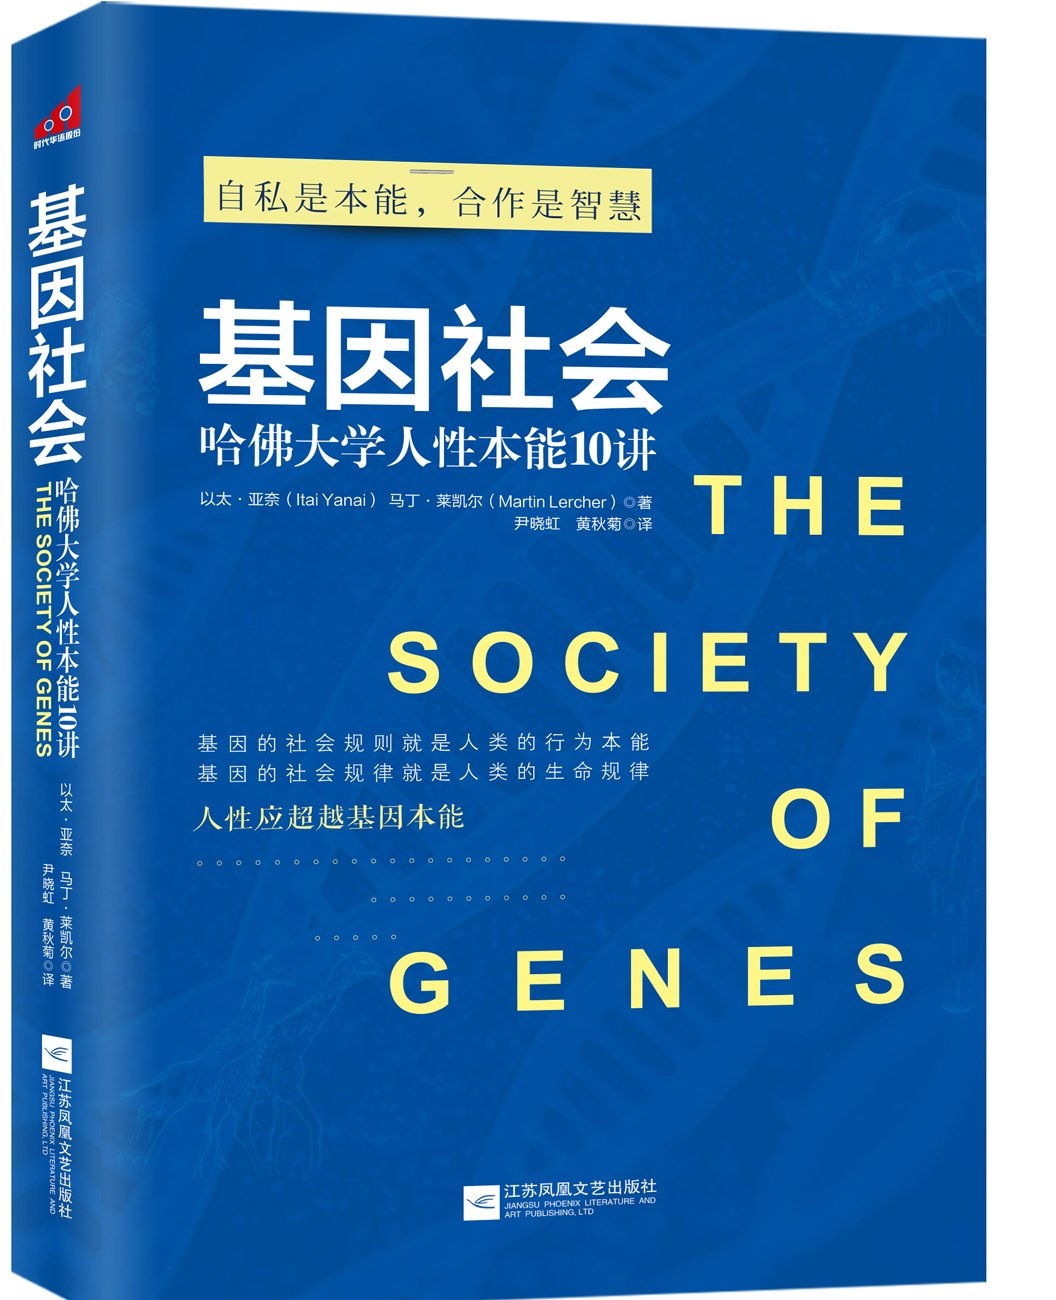 自私是本能，合作是智慧
基因社会
哈佛大学人性本能10讲
以太·亚奈（Itai Yanai） 马丁·莱凯尔（Martin Lercher）◎著
尹晓虹 黄秋菊◎译
THE
SOCIETY
OF
GENES
基因的社会规则就是人类的行为本能
基因的社会规律就是人类的生命规律
人性应超越基因本能
江苏凤凰文艺出版社
JIANGSU PHOENIX LITERATURE AND
ART PUBLISHING, LTD
时代华语股份
基因社会
哈佛大学人性本能10讲
THE SOCIETY OF GENES
以太·亚奈 马丁·莱凯尔◎著
尹晓虹 黄秋菊◎译
江苏凤凰文艺出版社
JIANGSU PHOENIX LITERATURE AND
ART PUBLISHING, LTD